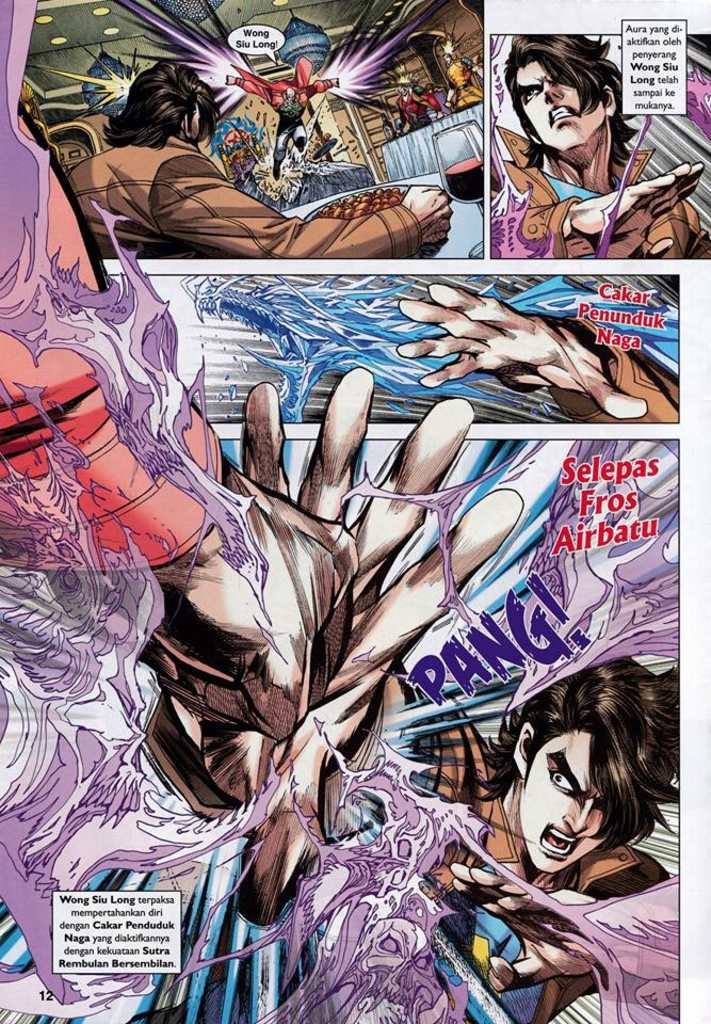 Wong
Siu Long!
Aura yang di-
aktifkan oleh
penyerang
Wong Siu
Long telah
sampai ke
mukanya.
Cakar
Penunduk
Naga
Selepas
Fros
Airbatu
PANG!
Wong Siu Long terpaksa
mempertahankan diri
dengan Cakar Penduduk
Naga yang diaktifkannya
dengan kekuataan Sutra
Rembulan Bersembilan.
12